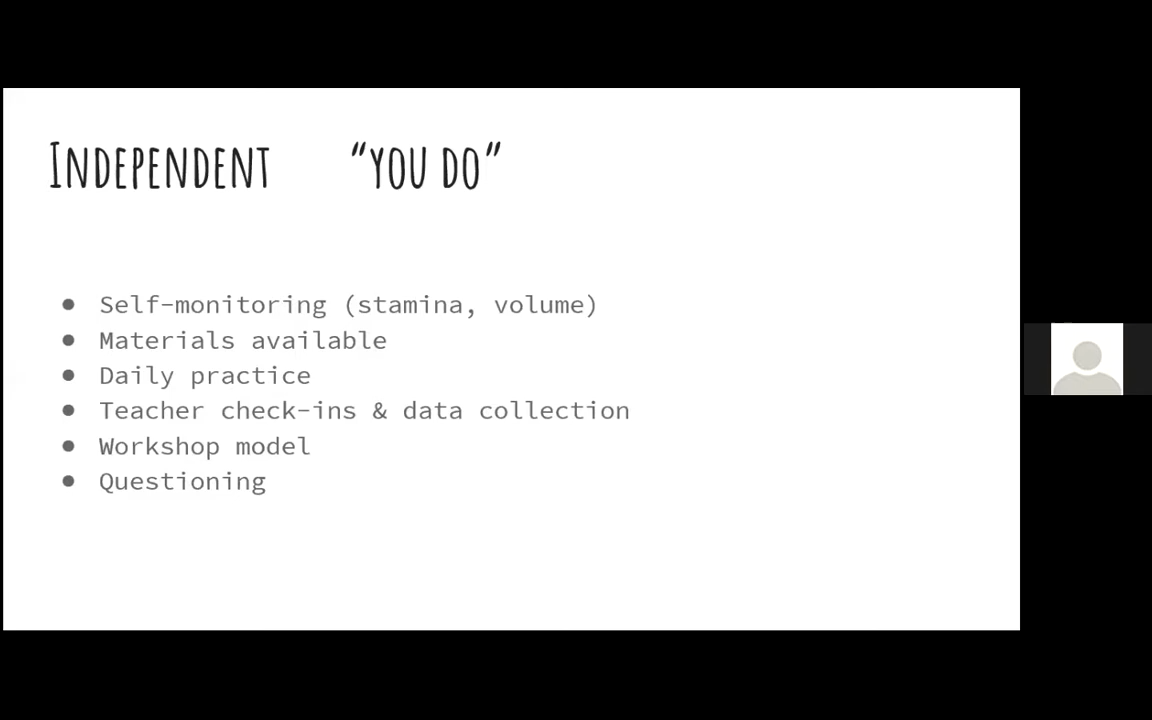 Independent “you do”
● Self-monitoring (stamina, volume)
● Materials available
● Daily practice
● Teacher check-ins & data collection
● Workshop model
● Questioning